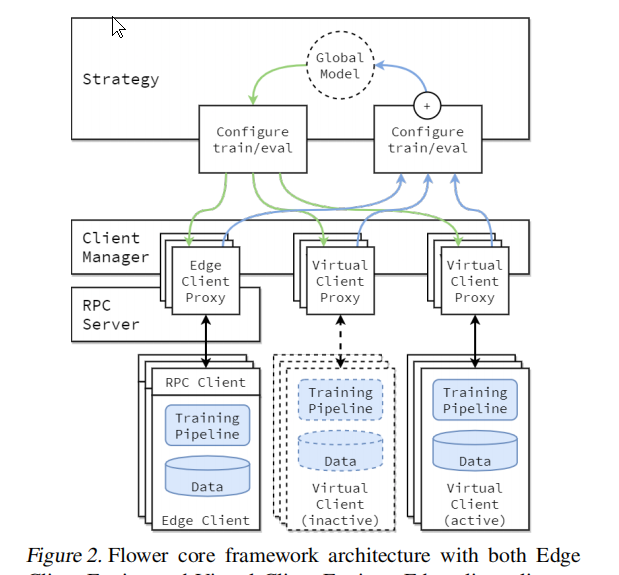 Strategy
Global
Model
+
Configure
train/eval
Configure
train/eval
Client
Manager
Edge
Client
Proxy
Virtual
Client
Proxy
Virtual
Client
Proxy
RPC
Server
RPC Client
Training
Pipeline
Data
Edge Client
Training
Pipeline
Data
Virtual
Client
(inactive)
Training
Pipeline
Data
Virtual
Client
(active)
Figure 2. Flower core framework architecture with both Edge